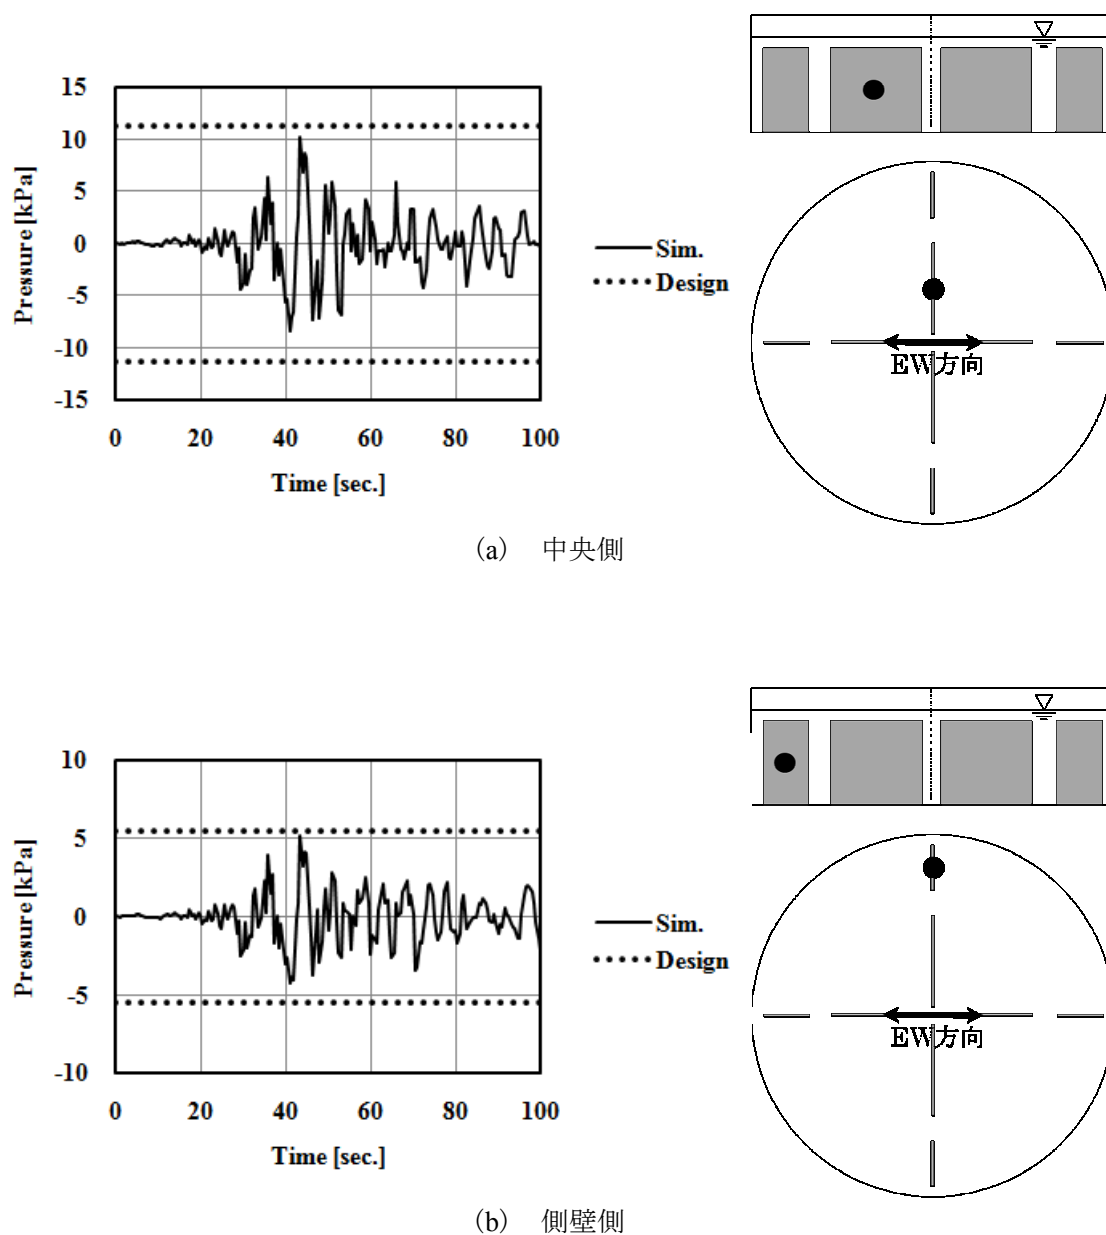 15
10
5
0
-5
-10
-15
Pressure [kPa]
0 20 40 60 80 100
Time [sec.]
Sim.
Design
EW方向
(a) 中央側
10
5
0
-5
-10
Pressure [kPa]
0 20 40 60 80 100
Time [sec.]
Sim.
Design
EW方向
(b) 側壁側